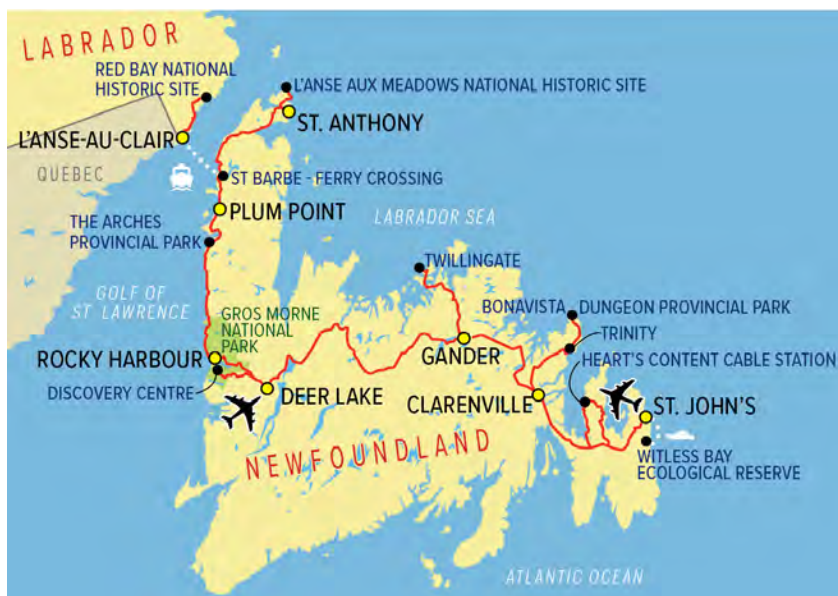 LABRADOR
RED BAY NATIONAL
HISTORIC SITE
L'ANSE AUX MEADOWS NATIONAL HISTORIC SITE
ST. ANTHONY
L'ANSE-AU-CLAIR
QUEBEC
ST BARBE - FERRY CROSSING
PLUM POINT
LABRADOR SEA
THE ARCHES
PROVINCIAL PARK
TWILLINGATE
GOLF OF
ST LAWRENCE
GROS MORNE
NATIONAL
PARK
BONAVISTA
DUNGEON PROVINCIAL PARK
TRINITY
ROCKY HARBOUR
GANDER
HEART'S CONTENT CABLE STATION
DISCOVERY CENTRE
DEER LAKE
CLARENVILLE
ST. JOHN'S
NEWFOUNDLAND
WITLESS BAY
ECOLOGICAL RESERVE
ATLANTIC OCEAN